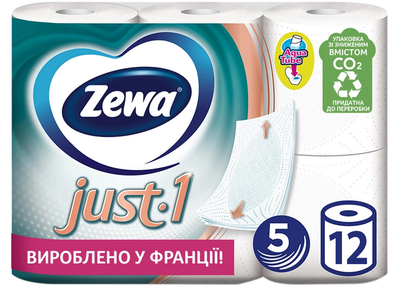 Zewa
just·1
Aqua
Tube
УПАКОВКА
ЗІ ЗНИЖЕНИМ
ВМІСТОМ
CO2
ПРИДАТНА
ДО ПЕРЕРОБКИ
ВИРОБЛЕНО У ФРАНЦІЇ!
5
12